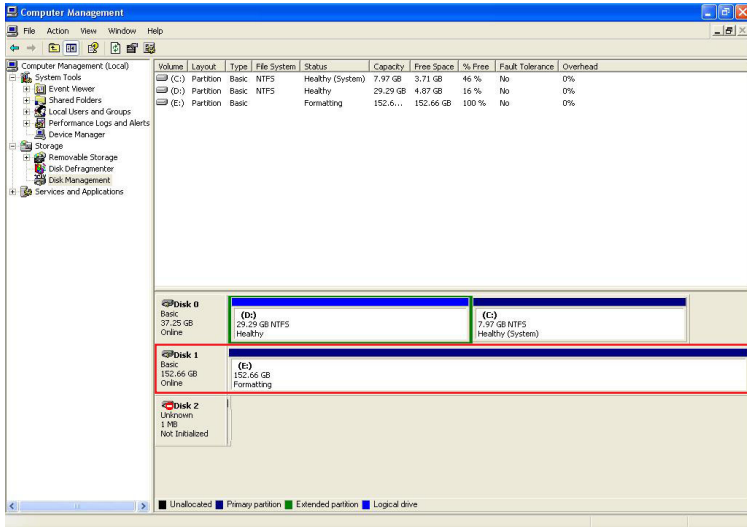 Computer Management
File Action View Window Help
Computer Management (Local)
System Tools
Event Viewer
Shared Folders
Local Users and Groups
Performance Logs and Alerts
Device Manager
Storage
Removable Storage
Disk Defragmenter
Disk Management
Services and Applications
Volume Layout Type File System Status Capacity Free Space % Free Fault Tolerance Overhead
(C:) Partition Basic NTFS Healthy (System) 7.97 GB 3.71 GB 46 % No 0%
(D:) Partition Basic NTFS Healthy 29.29 GB 4.87 GB 16 % No 0%
(E:) Partition Basic Formatting 152.6... 152.66 GB 100 % No 0%
Disk 0
Basic
37.25 GB
Online
(D:)
29.29 GB NTFS
Healthy
(C:)
7.97 GB NTFS
Healthy (System)
Disk 1
Basic
152.66 GB
Online
(E:)
152.66 GB
Formatting
Disk 2
Unknown
1 MB
Not Initialized
Unallocated Primary partition Extended partition Logical drive